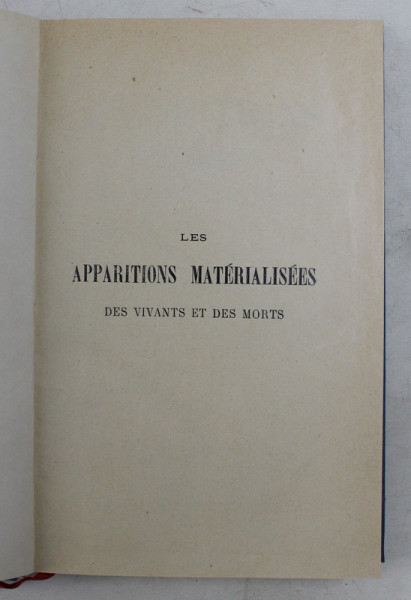 LES
APPARITIONS MATÉRIALISÉES
DES VIVANTS ET DES MORTS